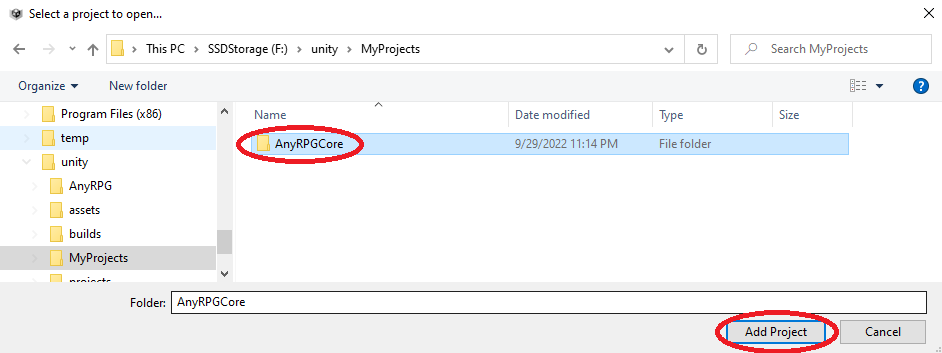 Select a project to open...
This PC > SSDStorage (F:) > unity > MyProjects
Search MyProjects
Organize
New folder
?
Program Files (x86)
temp
unity
AnyRPG
assets
builds
MyProjects
projects
Name Date modified Type Size
AnyRPGCore 9/29/2022 11:14 PM File folder
Folder: AnyRPGCore
Add Project Cancel